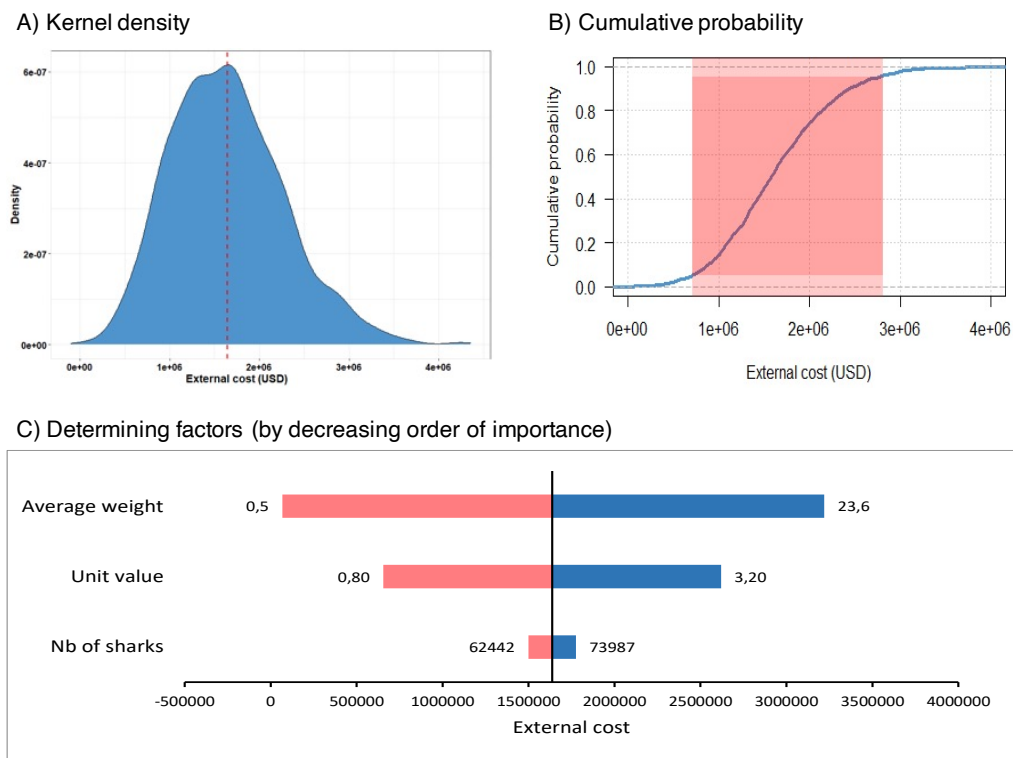 A) Kernel density
6e-07
4e-07
2e-07
0e+00
Density
0e+00 1e+06 2e+06 3e+06 4e+06
External cost (USD)
B) Cumulative probability
1.0
0.8
0.6
0.4
0.2
0.0
Cumulative probability
0e+00 1e+06 2e+06 3e+06 4e+06
External cost (USD)
C) Determining factors (by decreasing order of importance)
Average weight 0,5 23,6
Unit value 0,80 3,20
Nb of sharks 62442 73987
-500000 0 500000 1000000 1500000 2000000 2500000 3000000 3500000 4000000
External cost